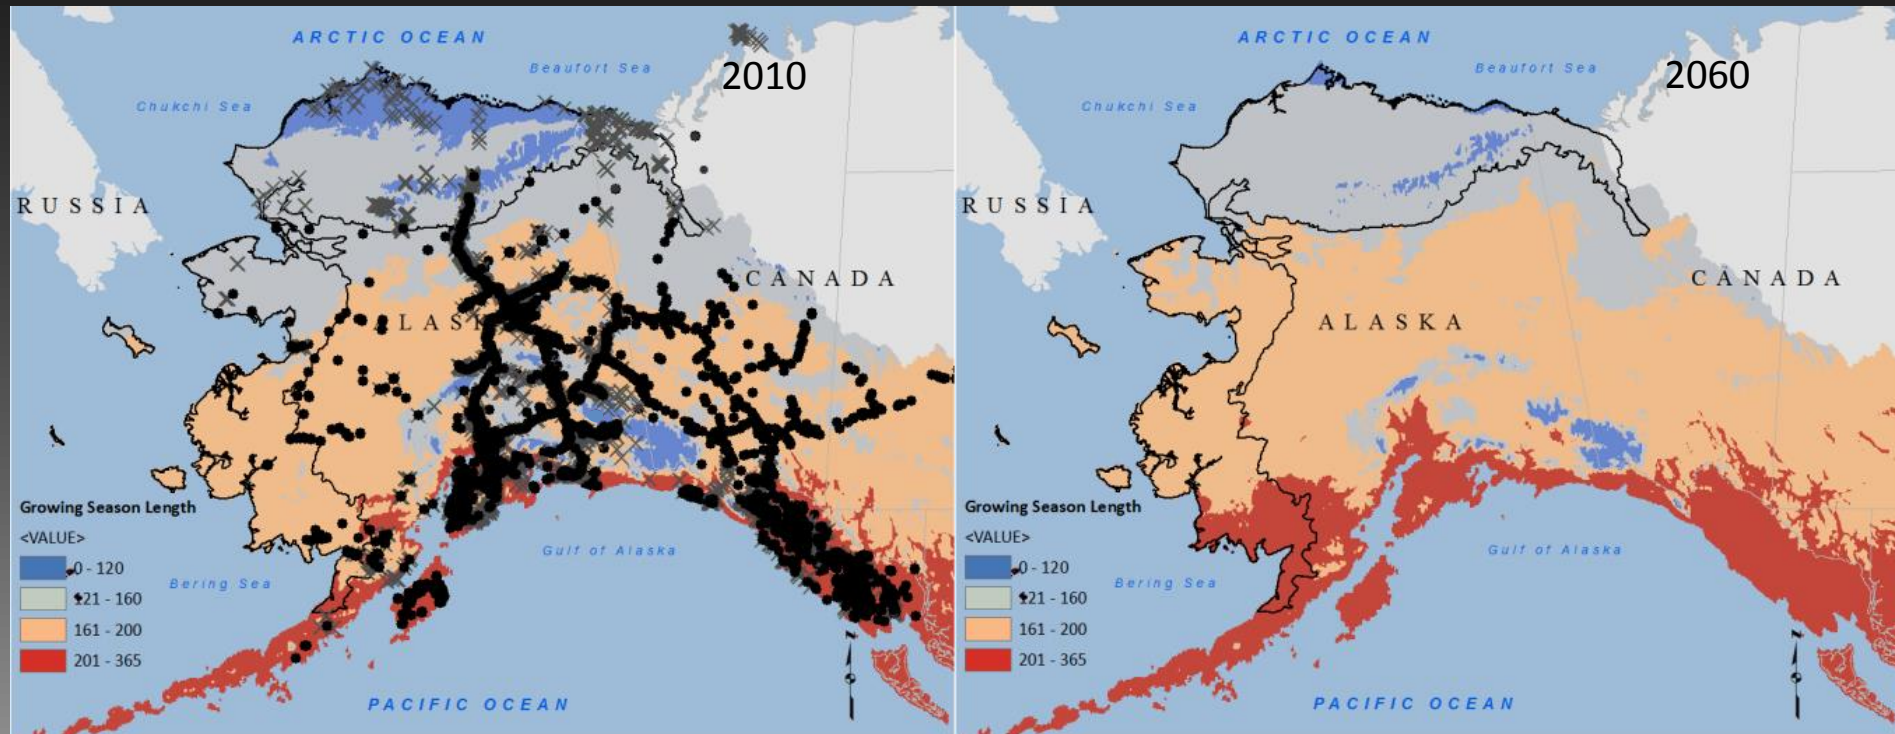 ARCTIC OCEAN
Beaufort Sea
2010
Chukchi Sea
RUSSIA
CANADA
ALASK
Growing Season Length
<VALUE>
0 - 120
121 - 160
161 - 200
201 - 365
Bering Sea
Gulf of Alaska
N
PACIFIC OCEAN
ARCTIC OCEAN
Beaufort Sea
2060
Chukchi Sea
RUSSIA
CANADA
ALASKA
Growing Season Length
<VALUE>
0 - 120
121 - 160
161 - 200
201 - 365
Bering Sea
Gulf of Alaska
N
PACIFIC OCEAN